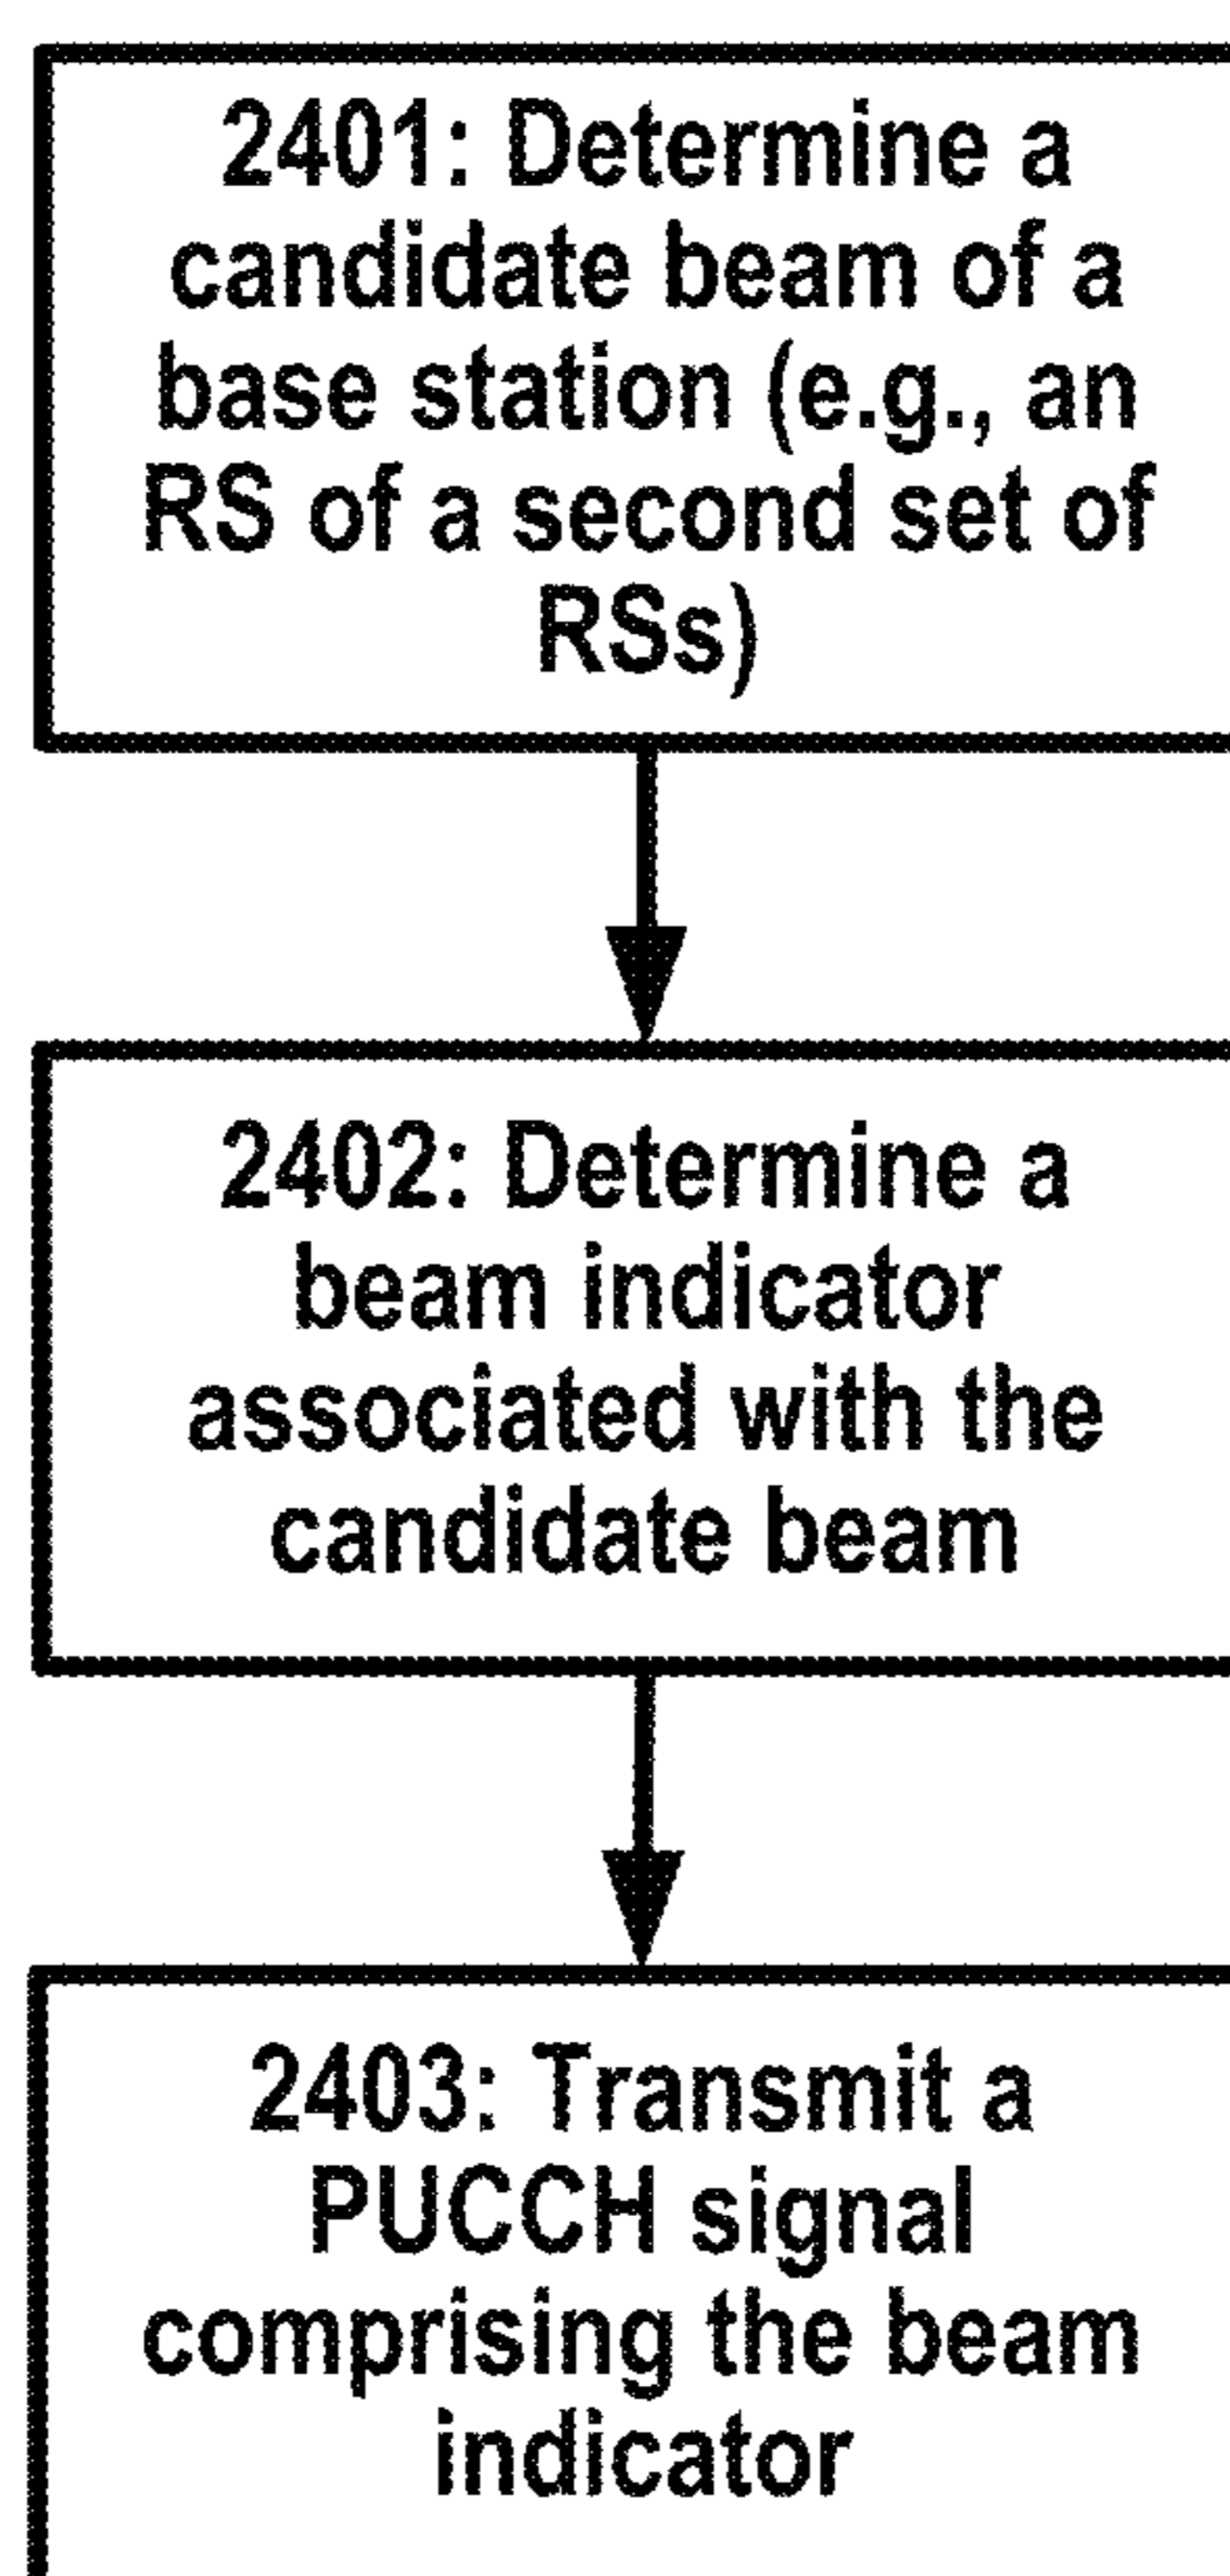 2401: Determine a
candidate beam of a
base station (e.g., an
RS of a second set of
RSs)
2402: Determine a
beam indicator
associated with the
candidate beam
2403: Transmit a
PUCCH signal
comprising the beam
indicator